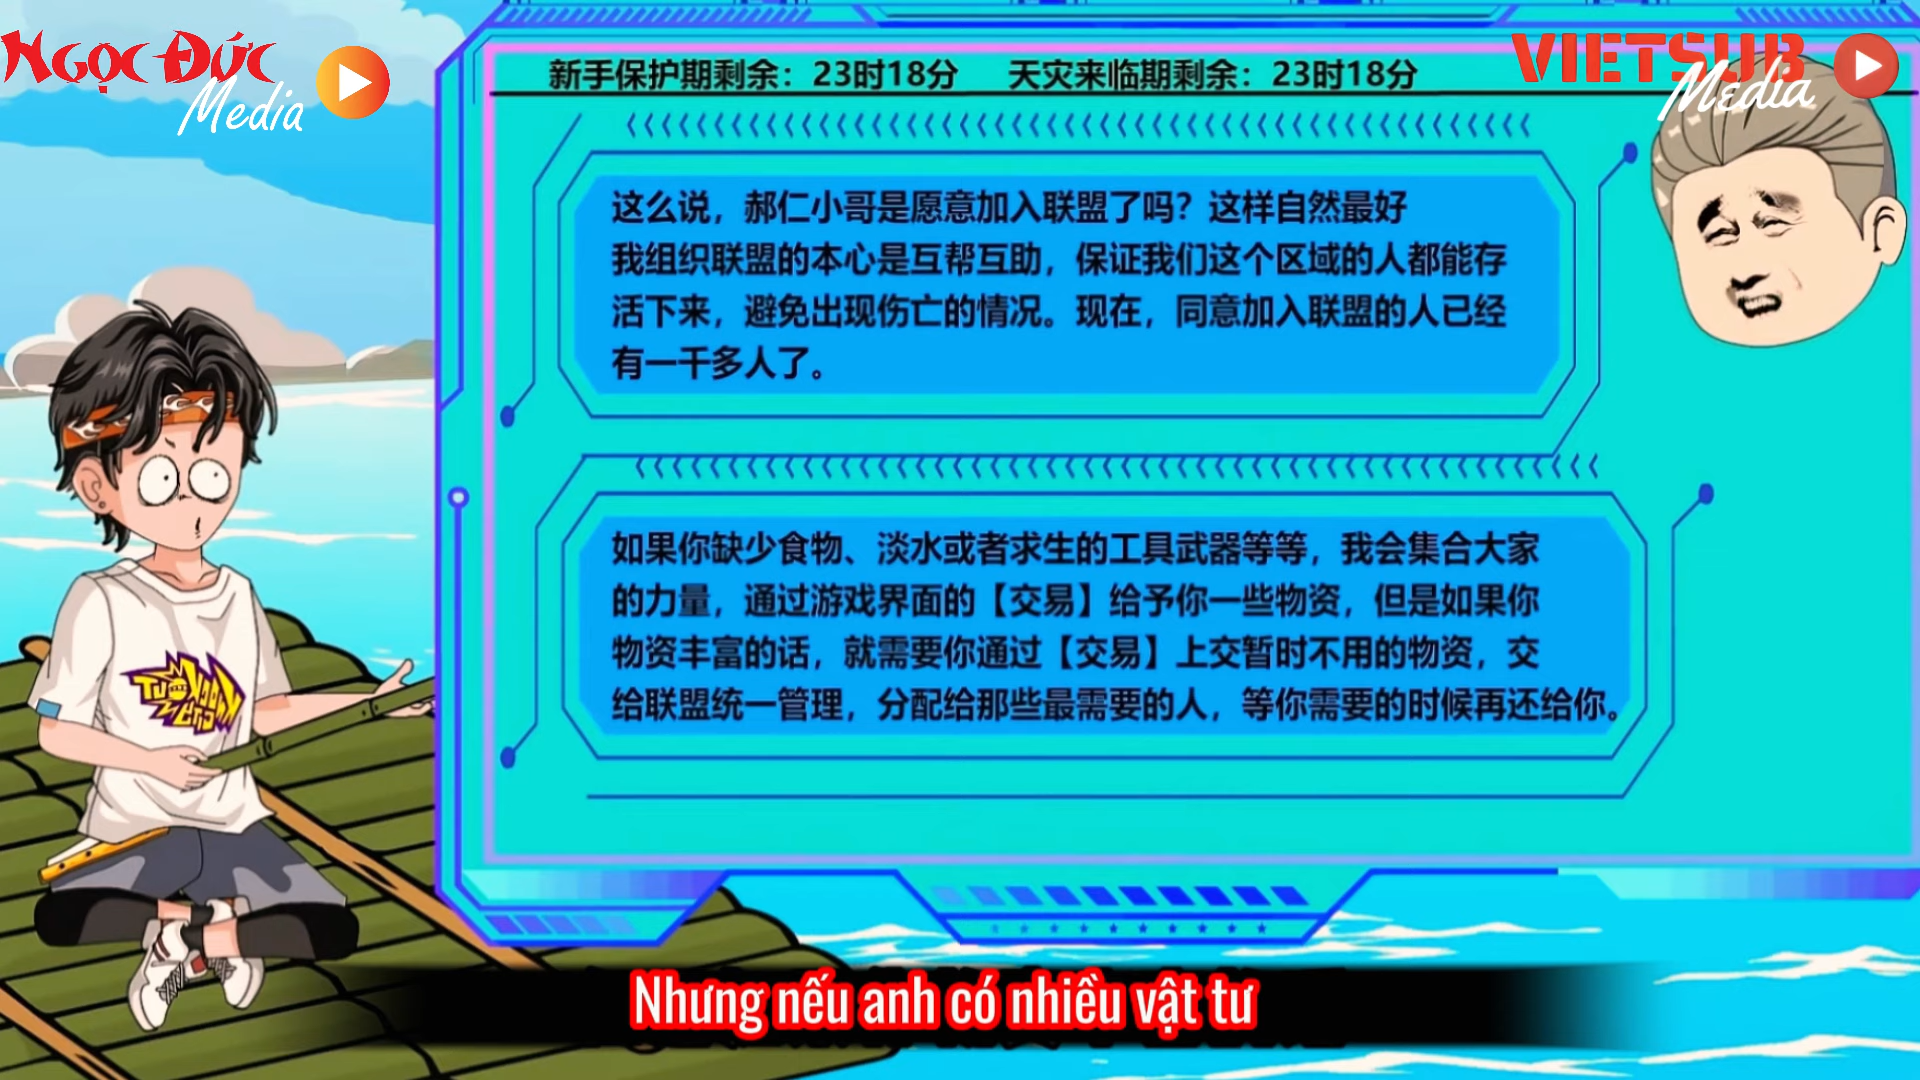 NGỌC ĐỨC
Media
VIETSUB
Media
新手保护期剩余：23时18分 天灾来临期剩余：23时18分
这么说，郝仁小哥是愿意加入联盟了吗？这样自然最好
我组织联盟的本心是互帮互助，保证我们这个区域的人都能存
活下来，避免出现伤亡的情况。现在，同意加入联盟的人已经
有一千多人了。
如果你缺少食物、淡水或者求生的工具武器等等，我会集合大家
的力量，通过游戏界面的【交易】给予你一些物资，但是如果你
物资丰富的话，就需要你通过【交易】上交暂时不用的物资，交
给联盟统一管理，分配给那些最需要的人，等你需要的时候再还给你。
Nhưng nếu anh có nhiều vật tư